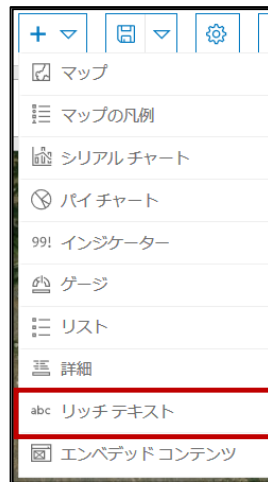 マップ
マップの凡例
シリアル チャート
パイ チャート
99! インジケーター
ゲージ
リスト
詳細
abc リッチ テキスト
エンベデッド コンテンツ